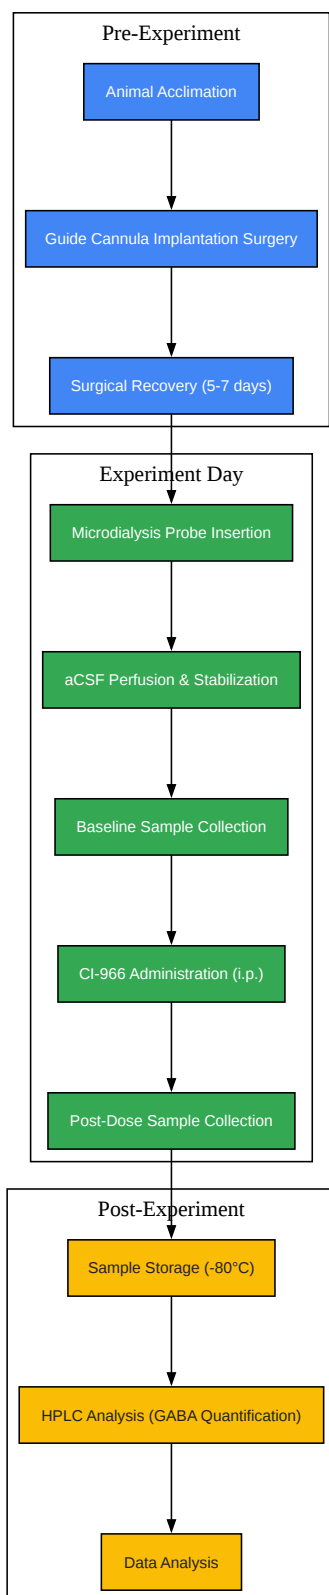 Pre-Experiment
Animal Acclimation
Guide Cannula Implantation Surgery
Surgical Recovery (5-7 days)
Experiment Day
Microdialysis Probe Insertion
aCSF Perfusion & Stabilization
Baseline Sample Collection
CI-966 Administration (i.p.)
Post-Dose Sample Collection
Post-Experiment
Sample Storage (-80°C)
HPLC Analysis (GABA Quantification)
Data Analysis